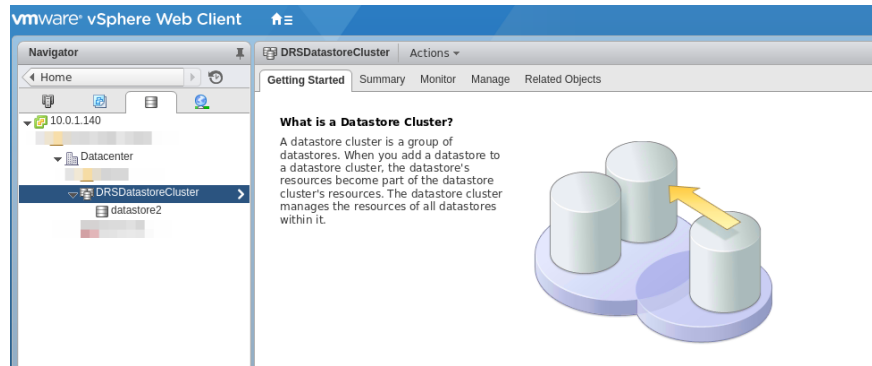 vmware® vSphere Web Client
Navigator
Home
10.0.1.140
Datacenter
DRSDatastoreCluster
datastore2
DRSDatastoreCluster Actions
Getting Started Summary Monitor Manage Related Objects
What is a Datastore Cluster?
A datastore cluster is a group of
datastores. When you add a datastore to
a datastore cluster, the datastore's
resources become part of the datastore
cluster's resources. The datastore cluster
manages the resources of all datastores
within it.